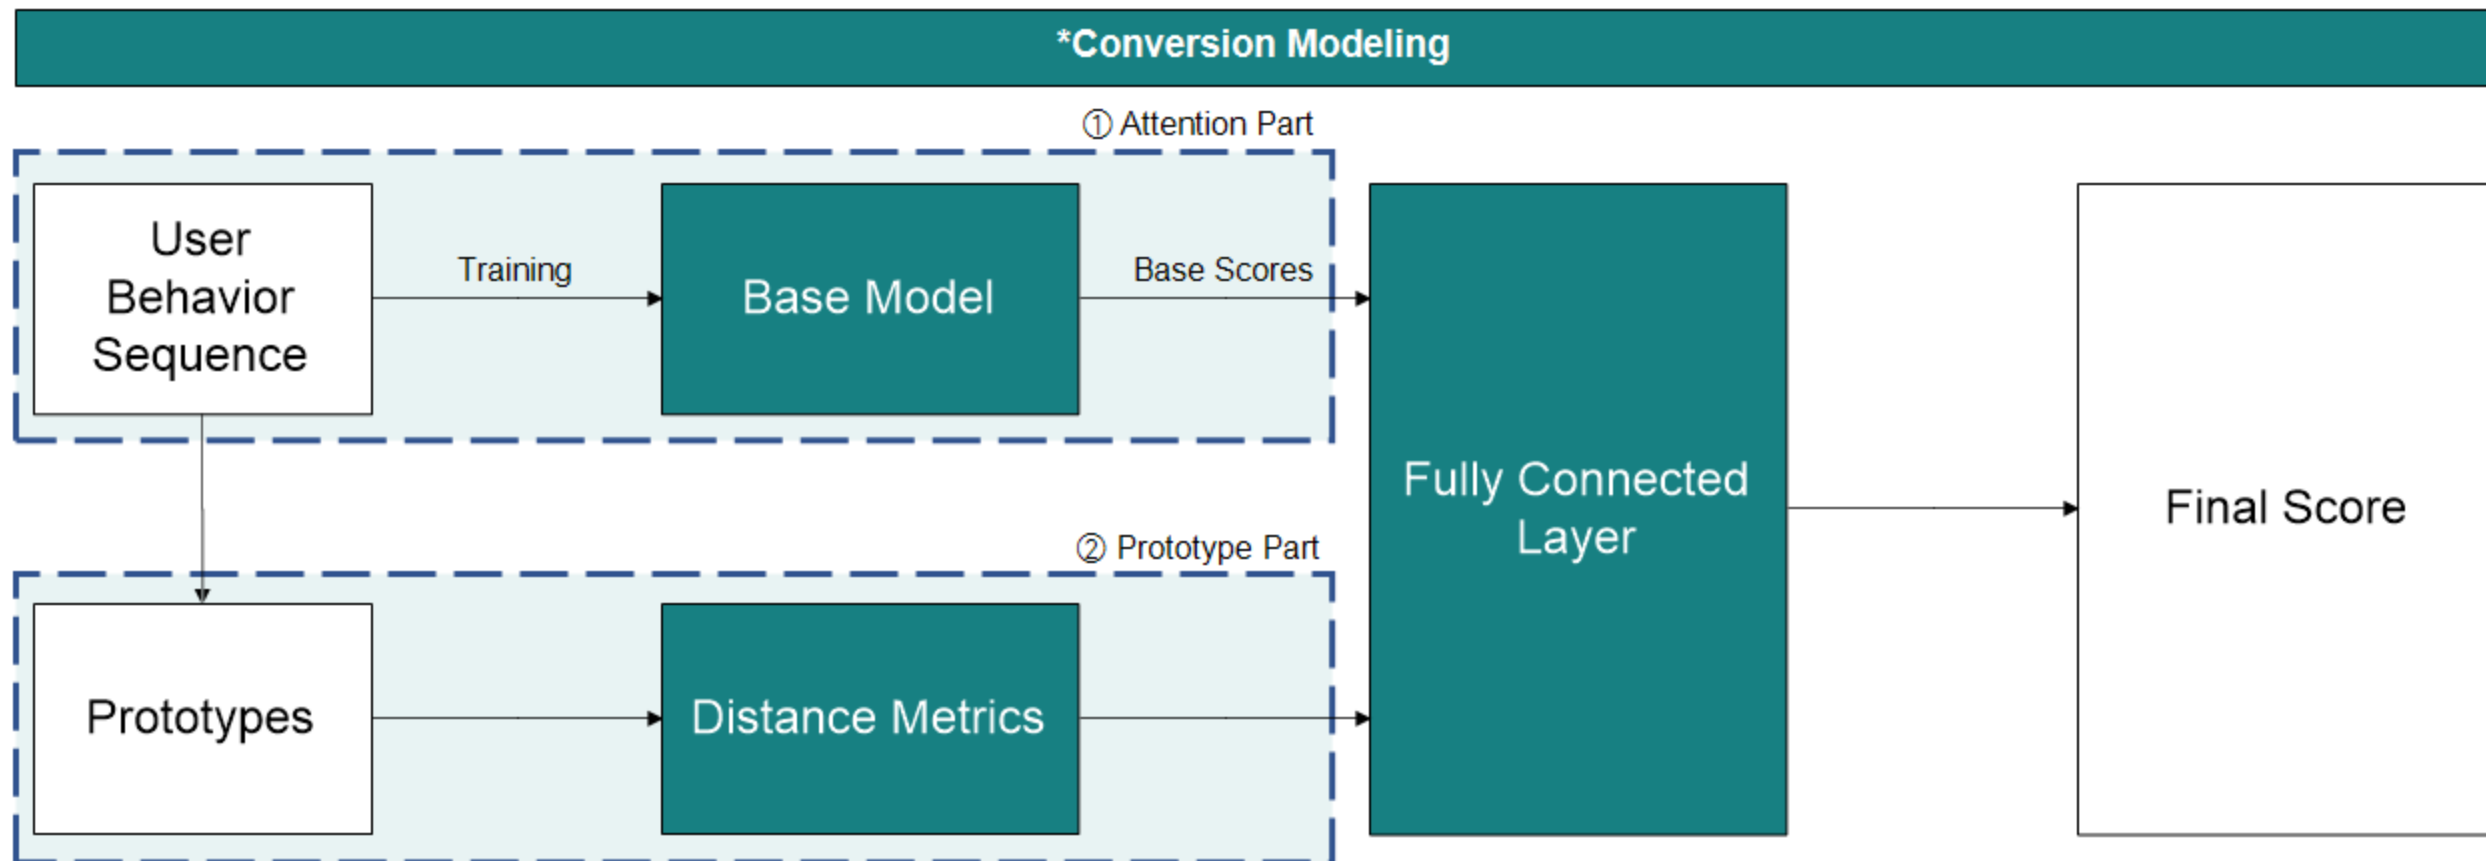 *Conversion Modeling
① Attention Part
User
Behavior
Sequence
Training
Base Model
Base Scores
Fully Connected
Layer
Final Score
② Prototype Part
Prototypes
Distance Metrics